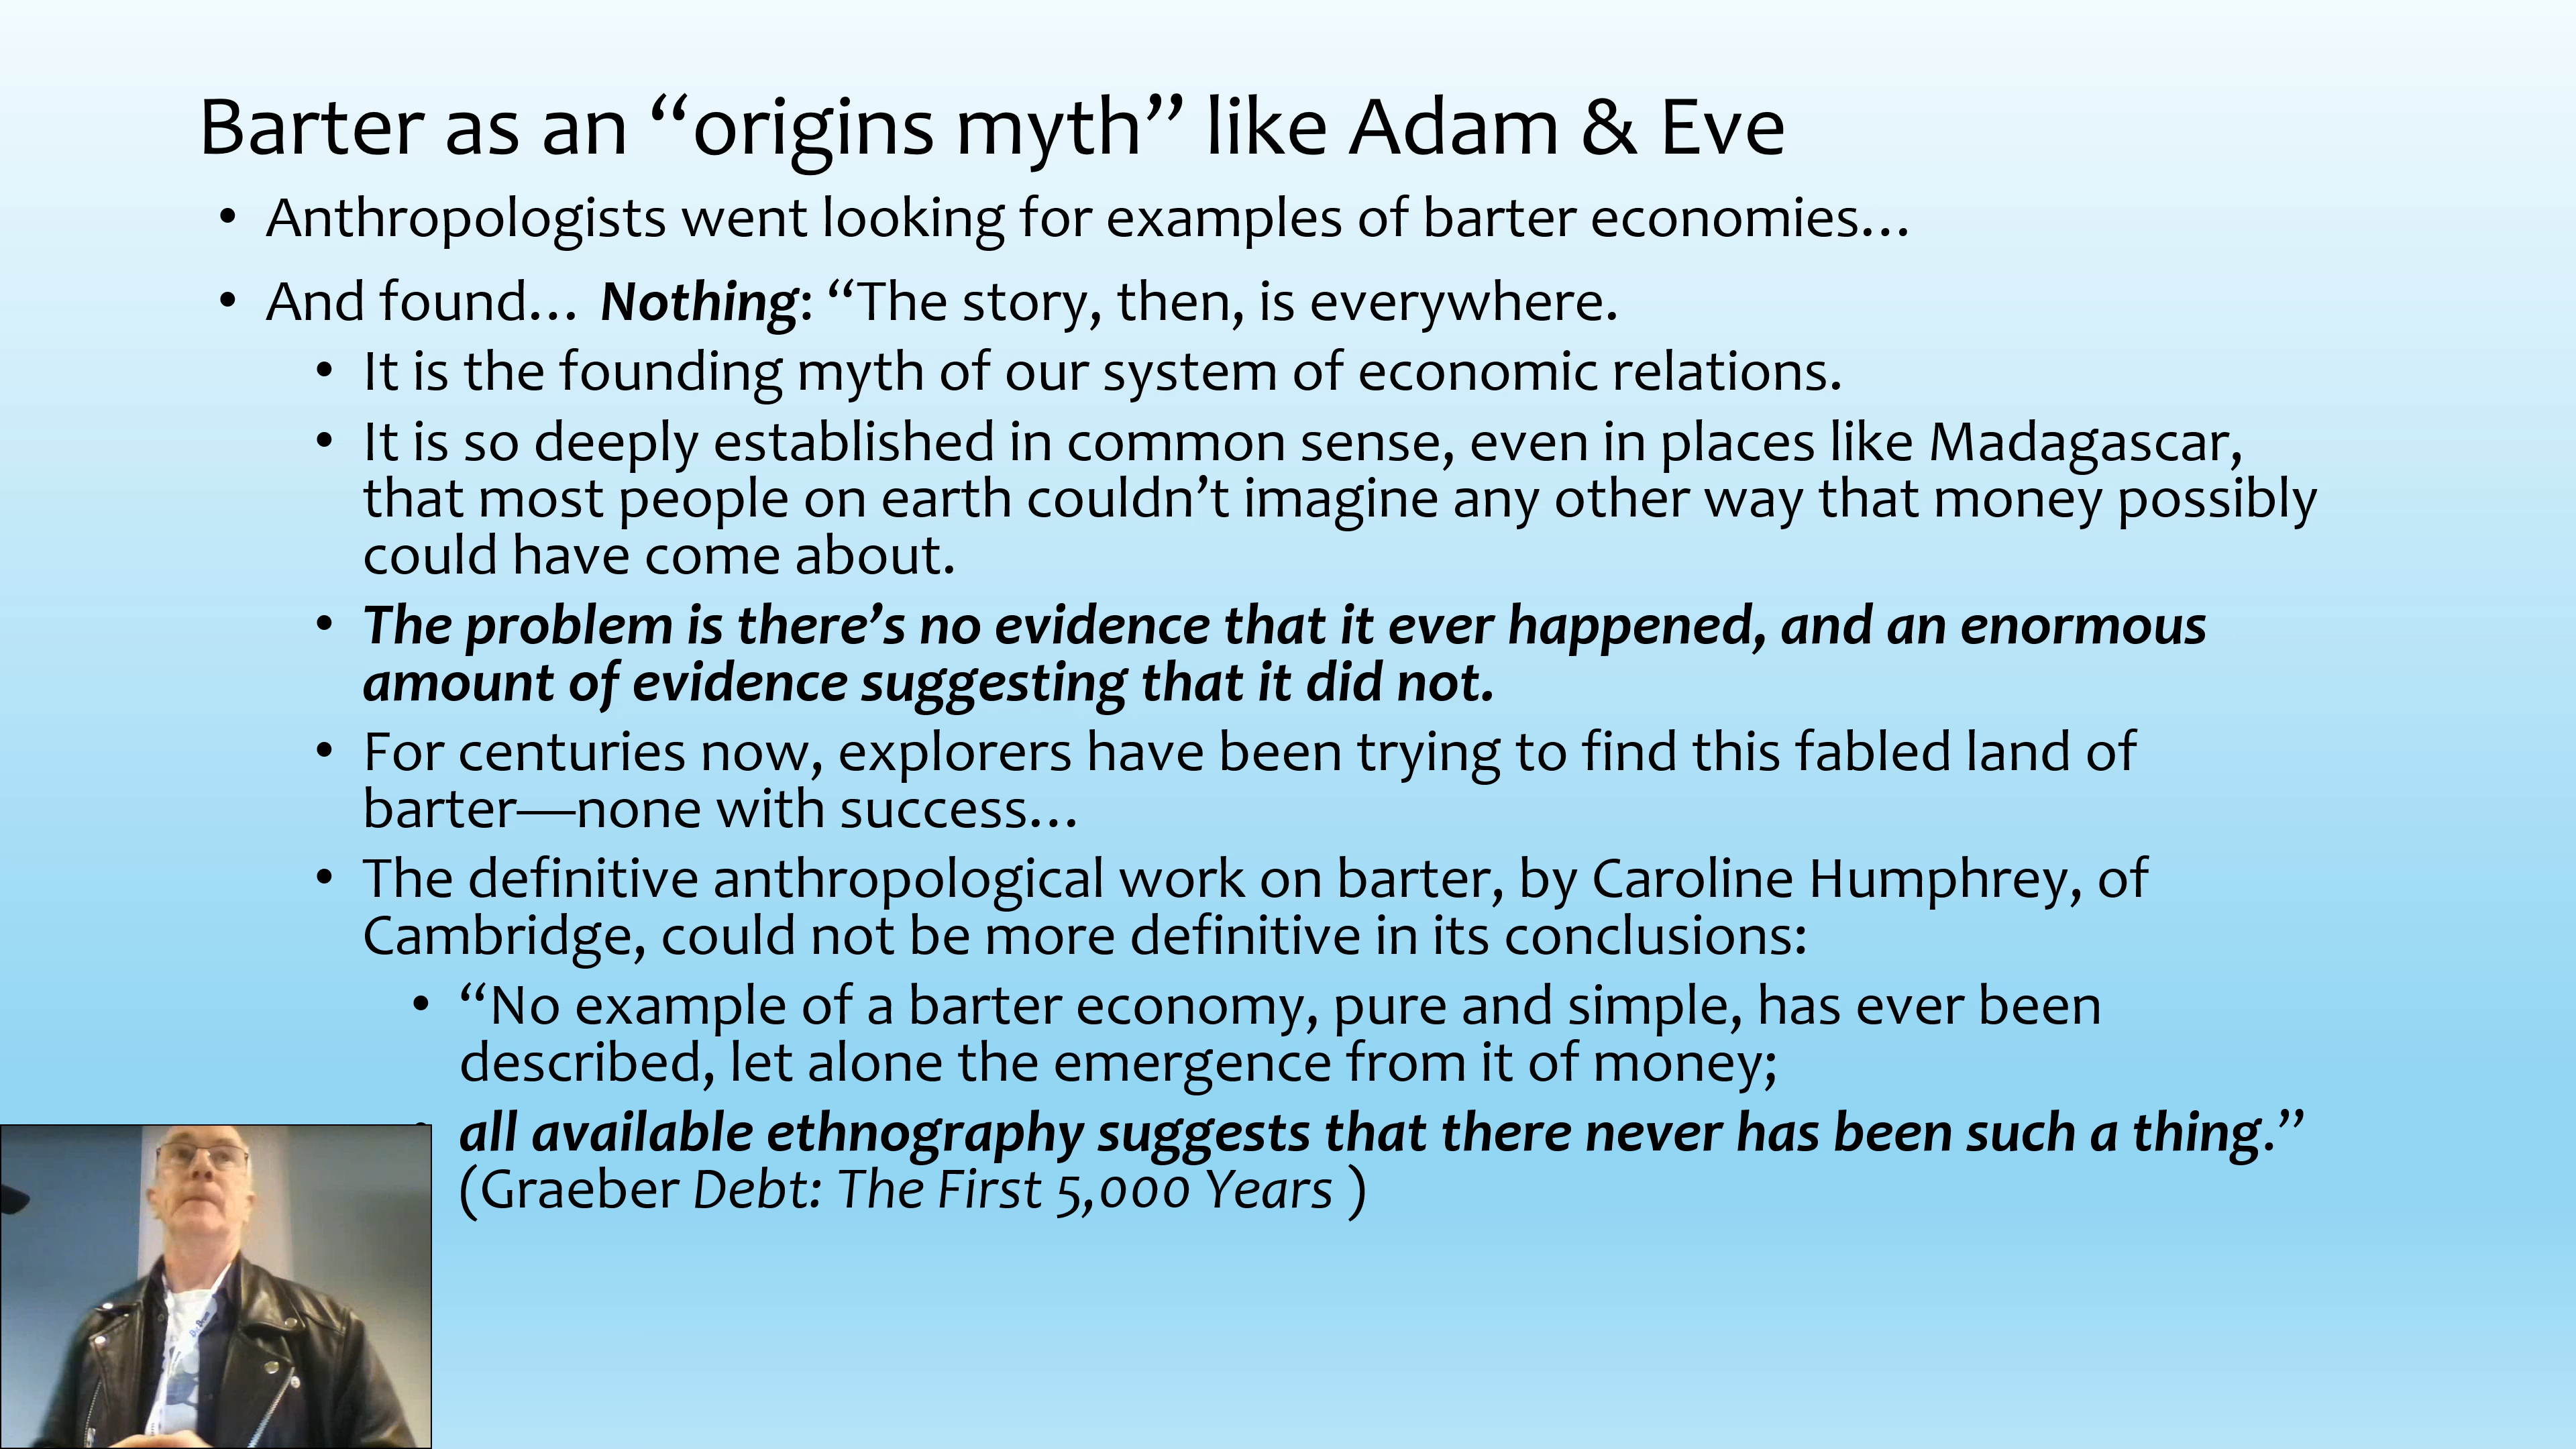 Barter as an “origins myth” like Adam & Eve
• Anthropologists went looking for examples of barter economies…
• And found… Nothing: “The story, then, is everywhere.
• It is the founding myth of our system of economic relations.
• It is so deeply established in common sense, even in places like Madagascar,
that most people on earth couldn’t imagine any other way that money possibly
could have come about.
• The problem is there’s no evidence that it ever happened, and an enormous
amount of evidence suggesting that it did not.
• For centuries now, explorers have been trying to find this fabled land of
barter—none with success…
• The definitive anthropological work on barter, by Caroline Humphrey, of
Cambridge, could not be more definitive in its conclusions:
• “No example of a barter economy, pure and simple, has ever been
described, let alone the emergence from it of money;
• all available ethnography suggests that there never has been such a thing.”
(Graeber Debt: The First 5,000 Years )